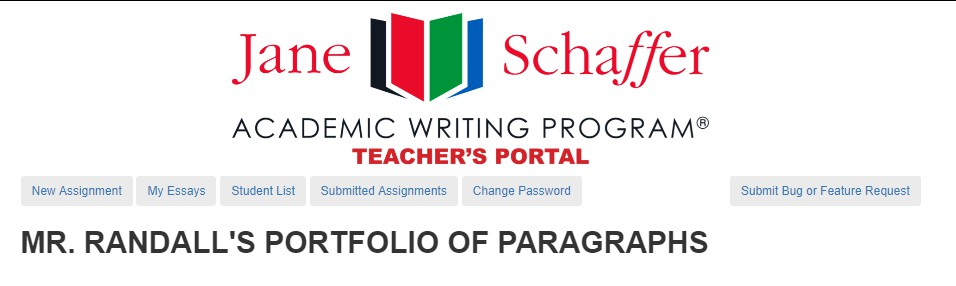 Jane Schaffer
ACADEMIC WRITING PROGRAM®
TEACHER'S PORTAL
New Assignment My Essays Student List Submitted Assignments Change Password Submit Bug or Feature Request
MR. RANDALL'S PORTFOLIO OF PARAGRAPHS